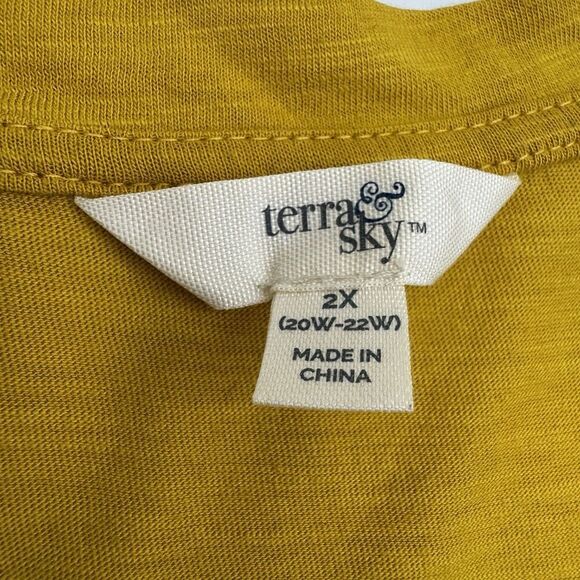 terra &
sky™
2X
(20W-22W)
MADE IN
CHINA